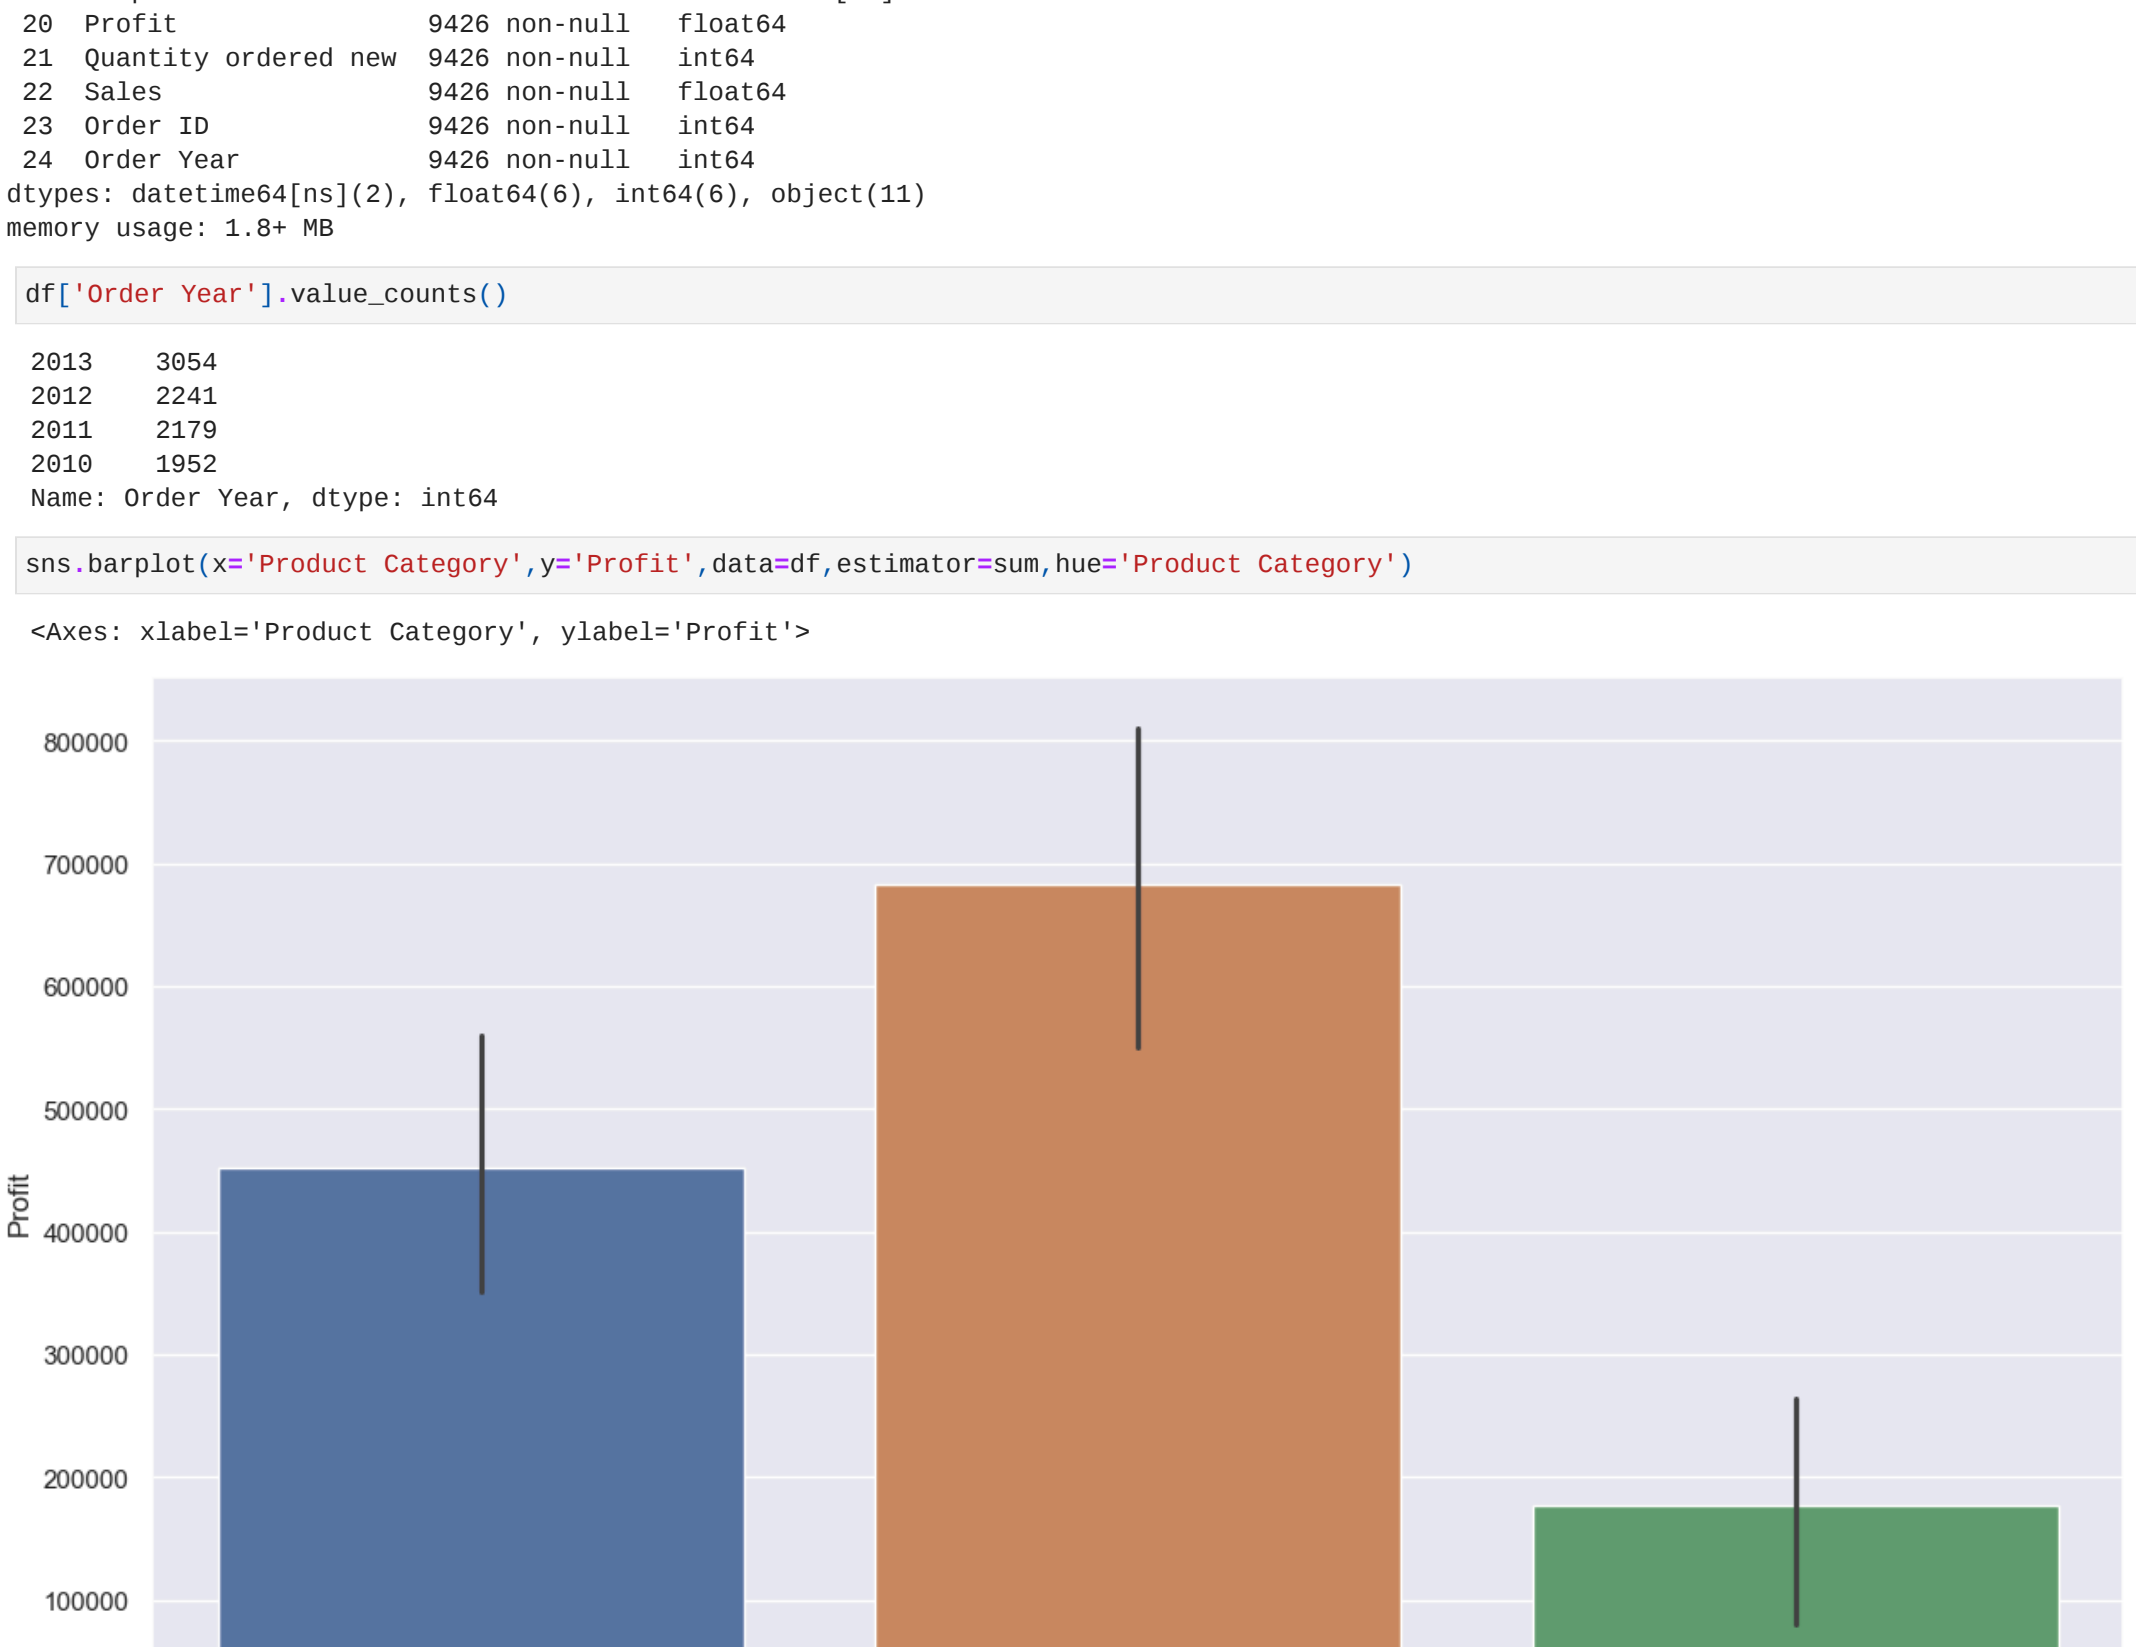 20 Profit 9426 non-null float64
21 Quantity ordered new 9426 non-null int64
22 Sales 9426 non-null float64
23 Order ID 9426 non-null int64
24 Order Year 9426 non-null int64
dtypes: datetime64[ns](2), float64(6), int64(6), object(11)
memory usage: 1.8+ MB
df['Order Year'].value_counts()
2013 3054
2012 2241
2011 2179
2010 1952
Name: Order Year, dtype: int64
sns.barplot(x='Product Category',y='Profit',data=df,estimator=sum,hue='Product Category')
<Axes: xlabel='Product Category', ylabel='Profit'>
800000
700000
600000
500000
Profit
400000
300000
200000
100000